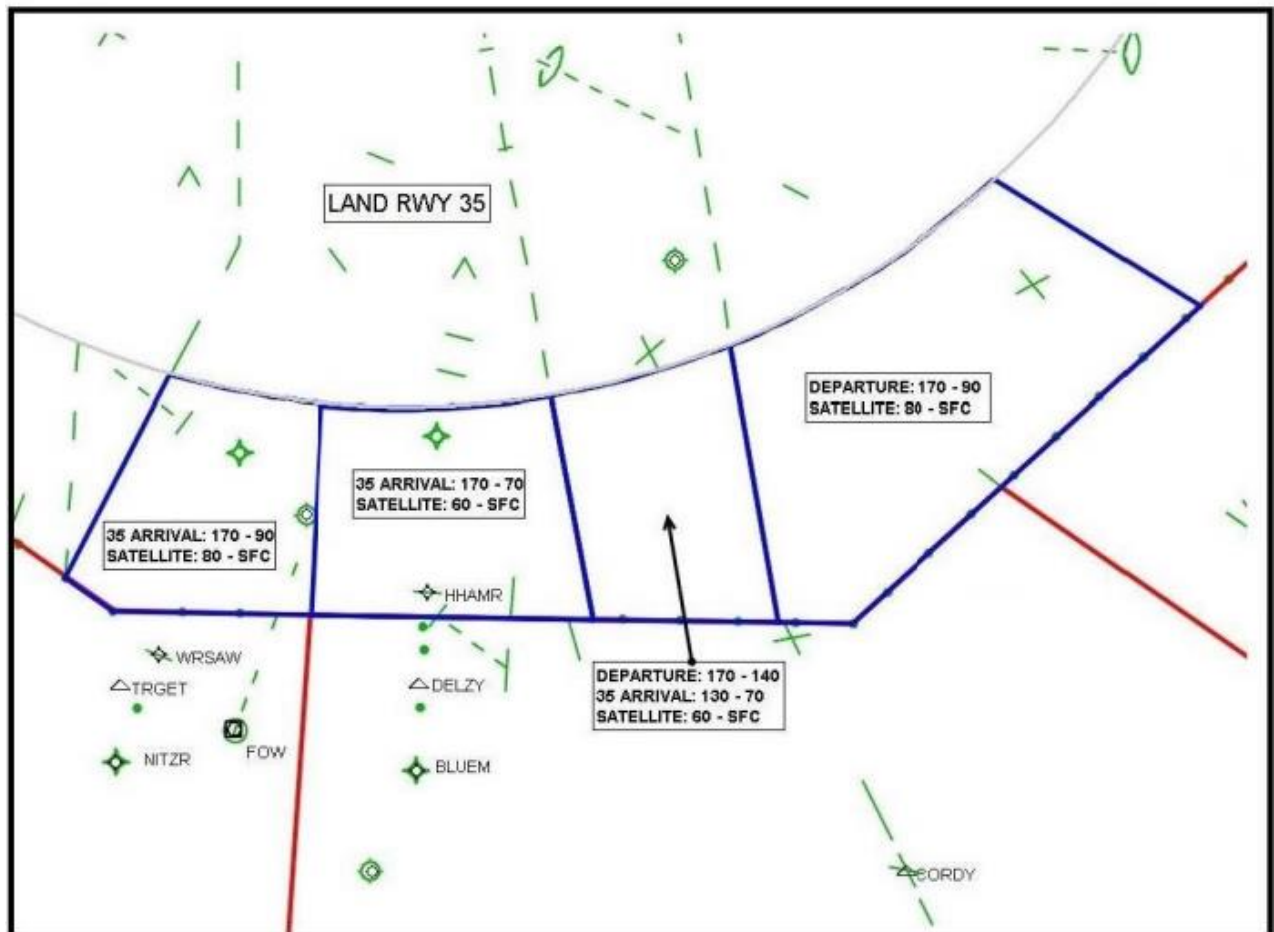 LAND RWY 35
DEPARTURE: 170 - 90
SATELLITE: 80 - SFC
35 ARRIVAL: 170 - 70
SATELLITE: 60 - SFC
35 ARRIVAL: 170 - 90
SATELLITE: 80 - SFC
HHAMR
WRSAW
TRGET
DELZY
DEPARTURE: 170 - 140
35 ARRIVAL: 130 - 70
SATELLITE: 60 - SFC
FOW
NITZR
BLUEM
CORDY